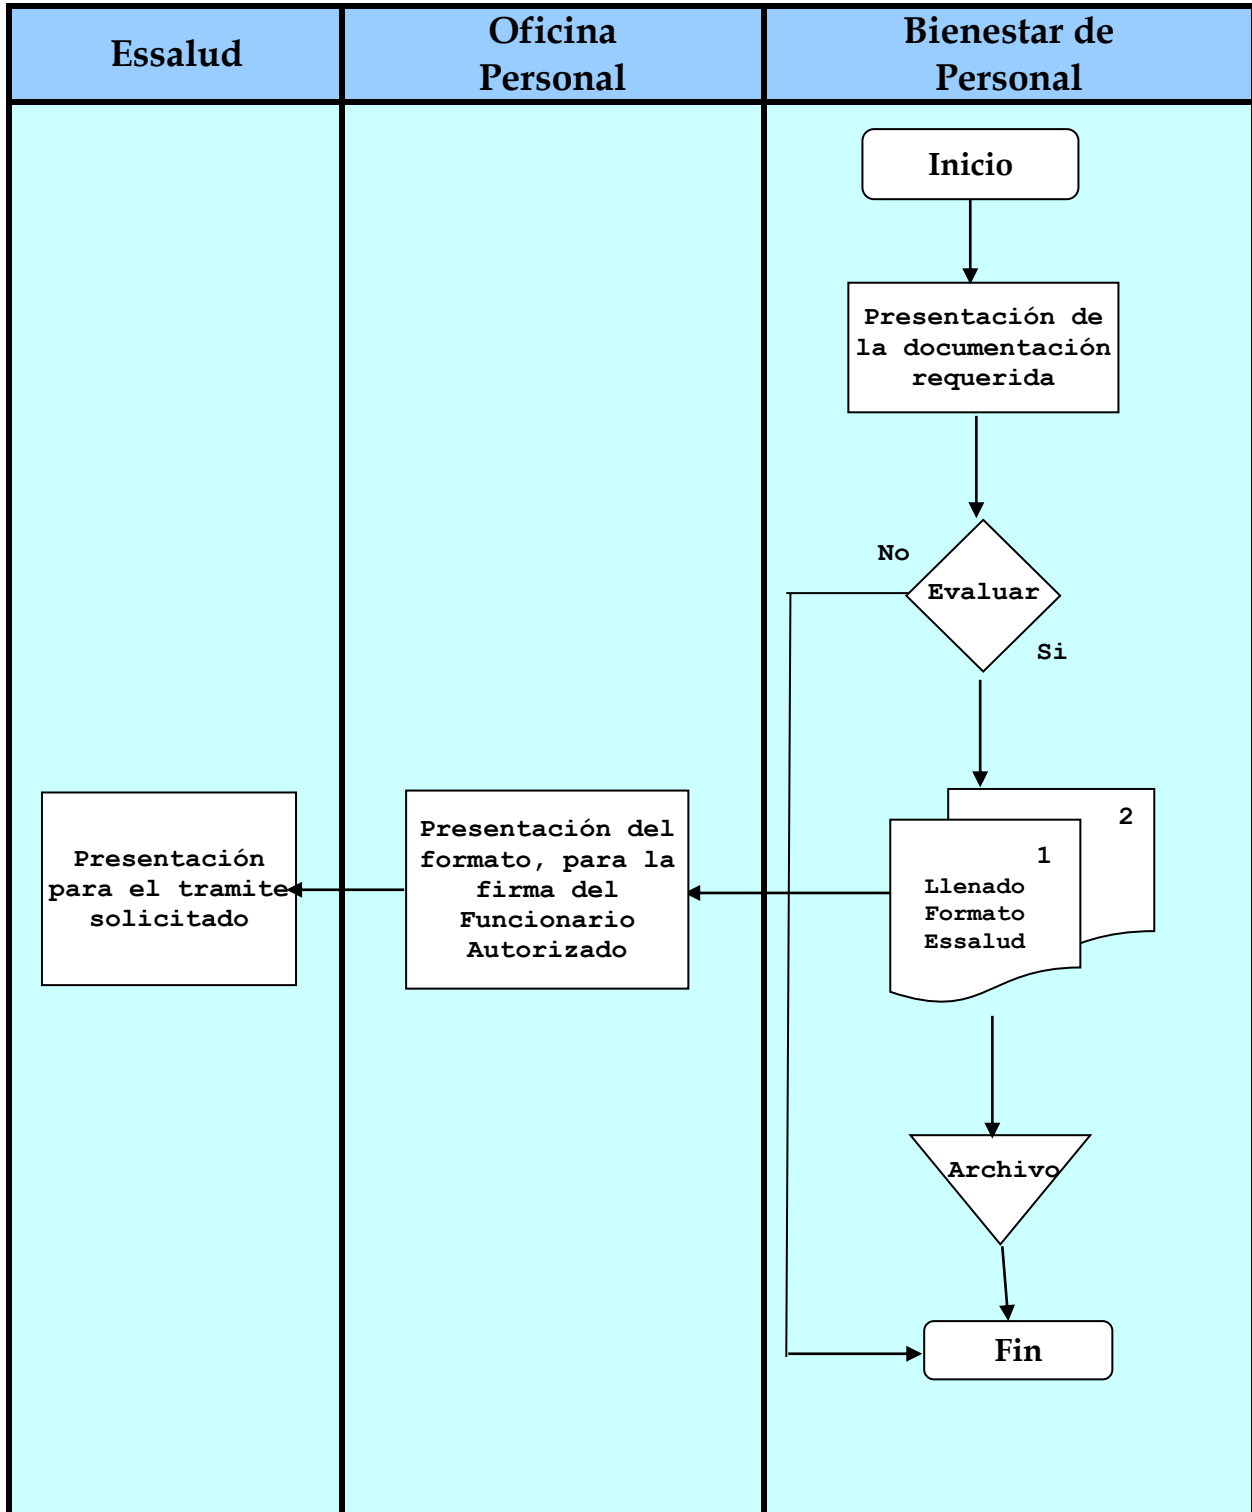 Essalud
Oficina
Personal
Bienestar de
Personal
Inicio
Presentación de
la documentación
requerida
No
Evaluar
Si
2
1
Llenado
Formato
Essalud
Presentación del
formato, para la
firma del
Funcionario
Autorizado
Presentación
para el tramite
solicitado
Archivo
Fin